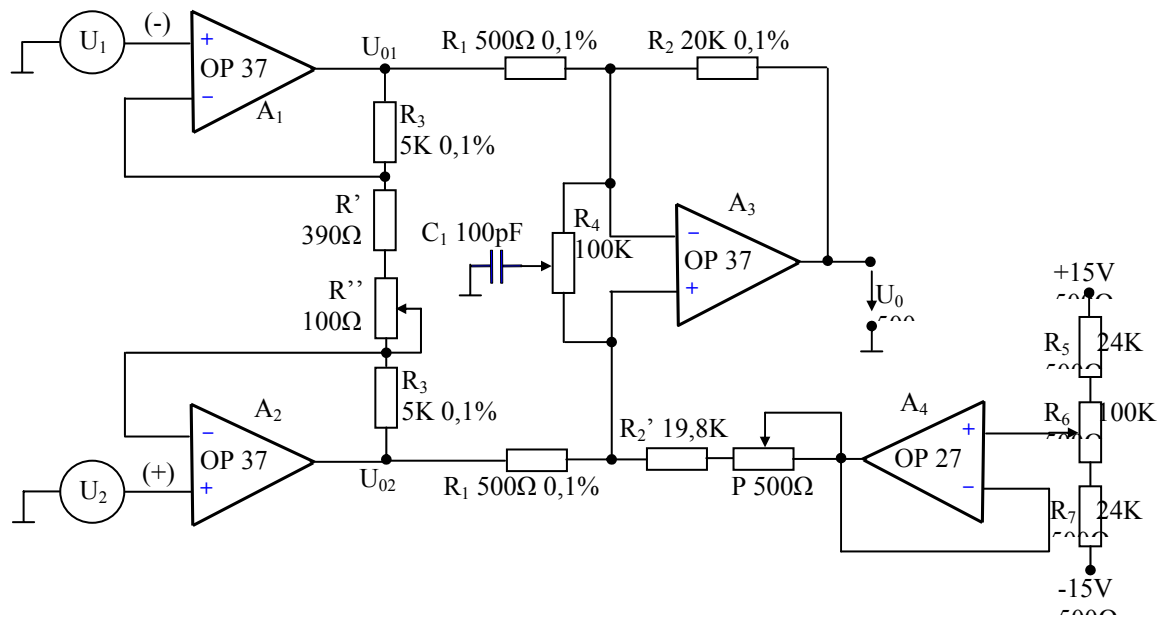 U1
(-)
+
OP 37
−
A1
U01
R1 500Ω 0,1%
R2 20K 0,1%
R3
5K 0,1%
R'
390Ω
R''
100Ω
C1 100pF
R4
100K
A3
−
OP 37
+
U0
+15V
R5
24K
R6
100K
R7
24K
-15V
500Ω
R3
5K 0,1%
A2
−
OP 37
+
U2
(+)
U02
R1 500Ω 0,1%
R2' 19,8K
P 500Ω
A4
+
OP 27
−